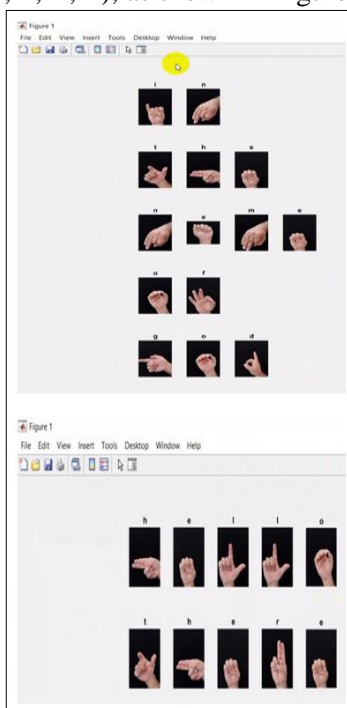 Figure 1
File Edit View Insert Tools Desktop Window Help
i n
t h e
n a m e
o f
g o d
Figure 1
File Edit View Insert Tools Desktop Window Help
h e l l o
t h e r e